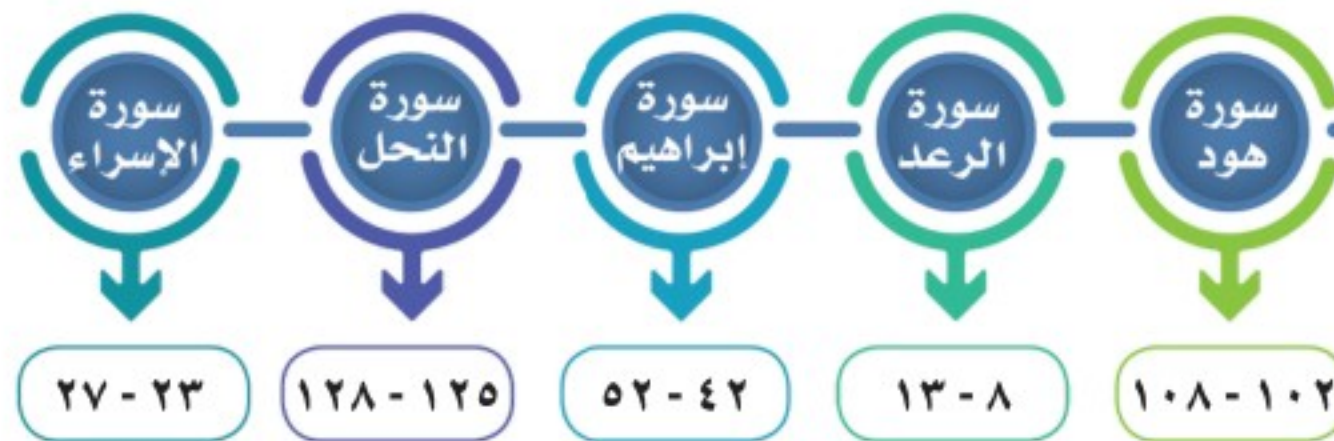 سورة
هود
سورة
الرعد
سورة
إبراهيم
سورة
النحل
سورة
الإسراء
١٠٢ - ١٠٨
٨ - ١٣
٤٢ - ٥٢
١٢٥ - ١٢٨
٢٣ - ٢٧